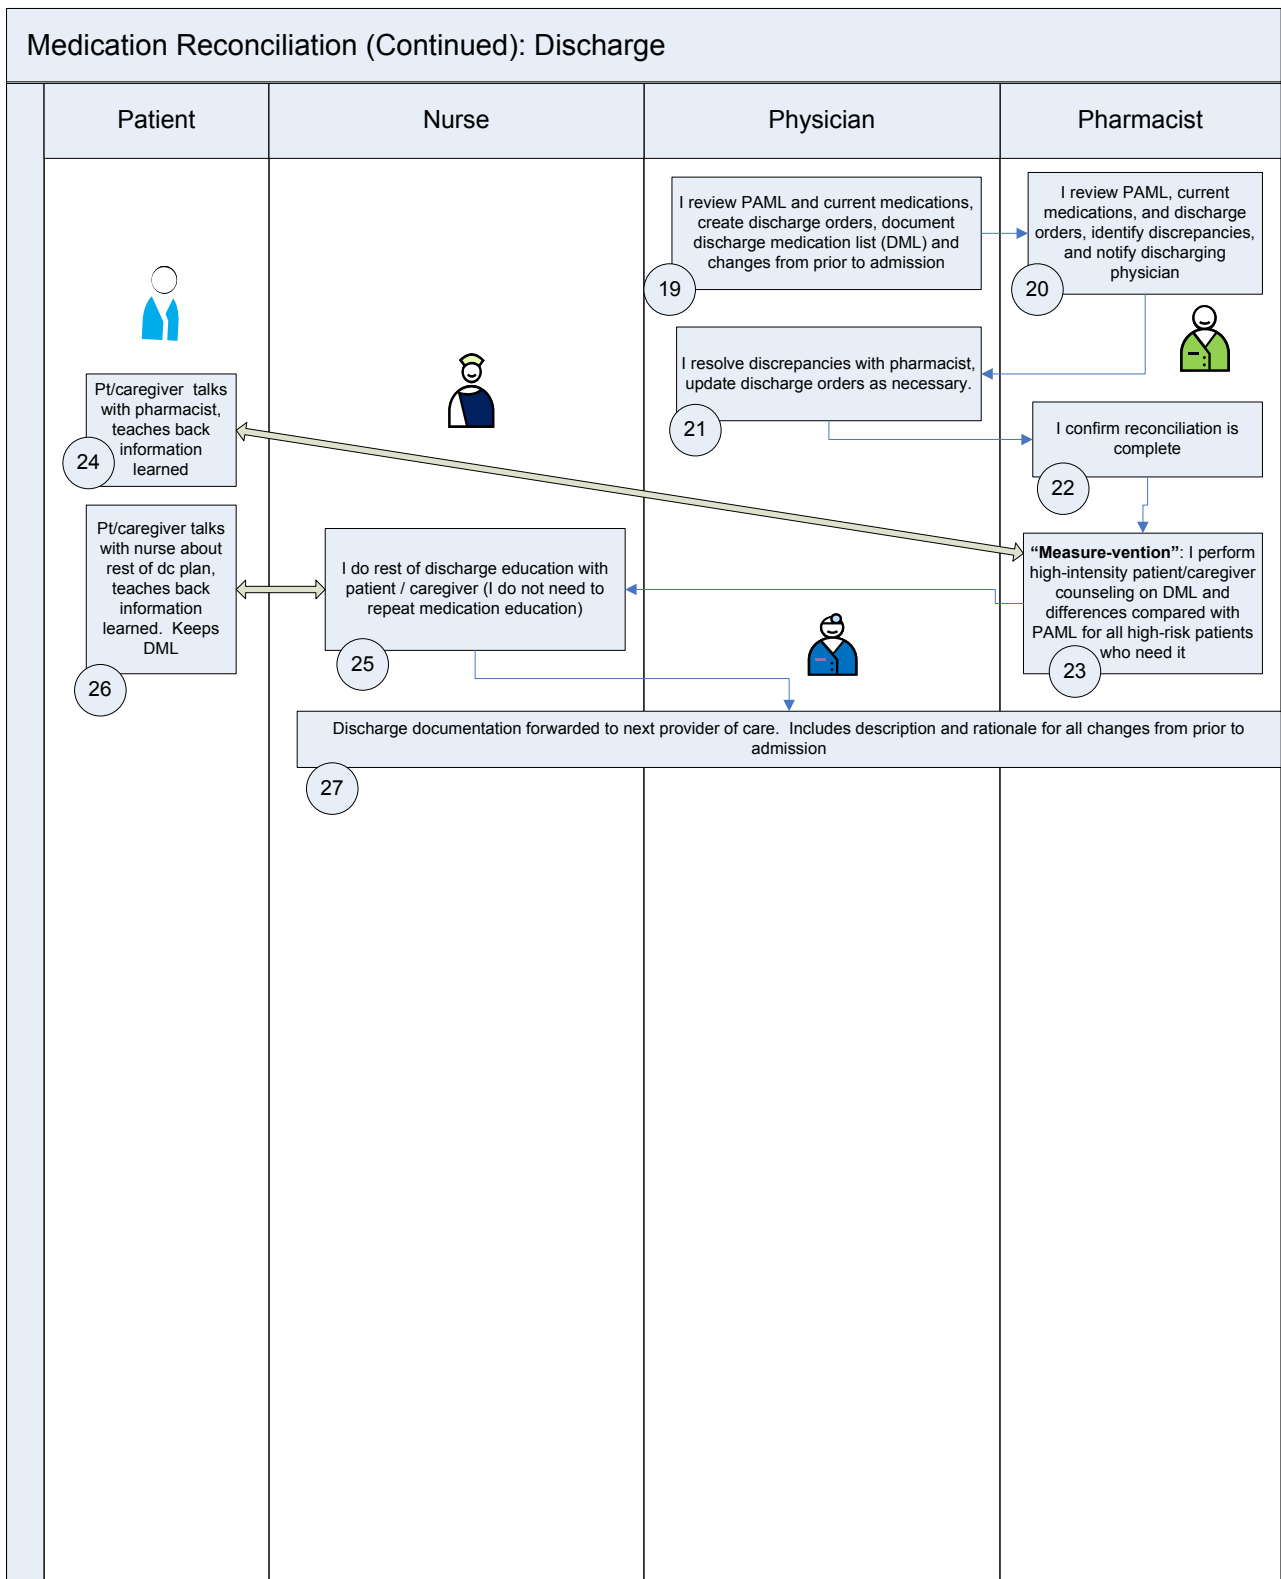 Medication Reconciliation (Continued): Discharge
Patient
Nurse
Physician
Pharmacist
I review PAML and current medications,
create discharge orders, document
discharge medication list (DML) and
changes from prior to admission
19
I review PAML, current
medications, and discharge
orders, identify discrepancies,
and notify discharging
physician
20
I resolve discrepancies with pharmacist,
update discharge orders as necessary.
21
I confirm reconciliation is
complete
22
“Measure-vention”: I perform
high-intensity patient/caregiver
counseling on DML and
differences compared with
PAML for all high-risk patients
who need it
23
Pt/caregiver talks
with pharmacist,
teaches back
information
learned
24
I do rest of discharge education with
patient / caregiver (I do not need to
repeat medication education)
25
Pt/caregiver talks
with nurse about
rest of dc plan,
teaches back
information
learned. Keeps
DML
26
Discharge documentation forwarded to next provider of care. Includes description and rationale for all changes from prior to
admission
27